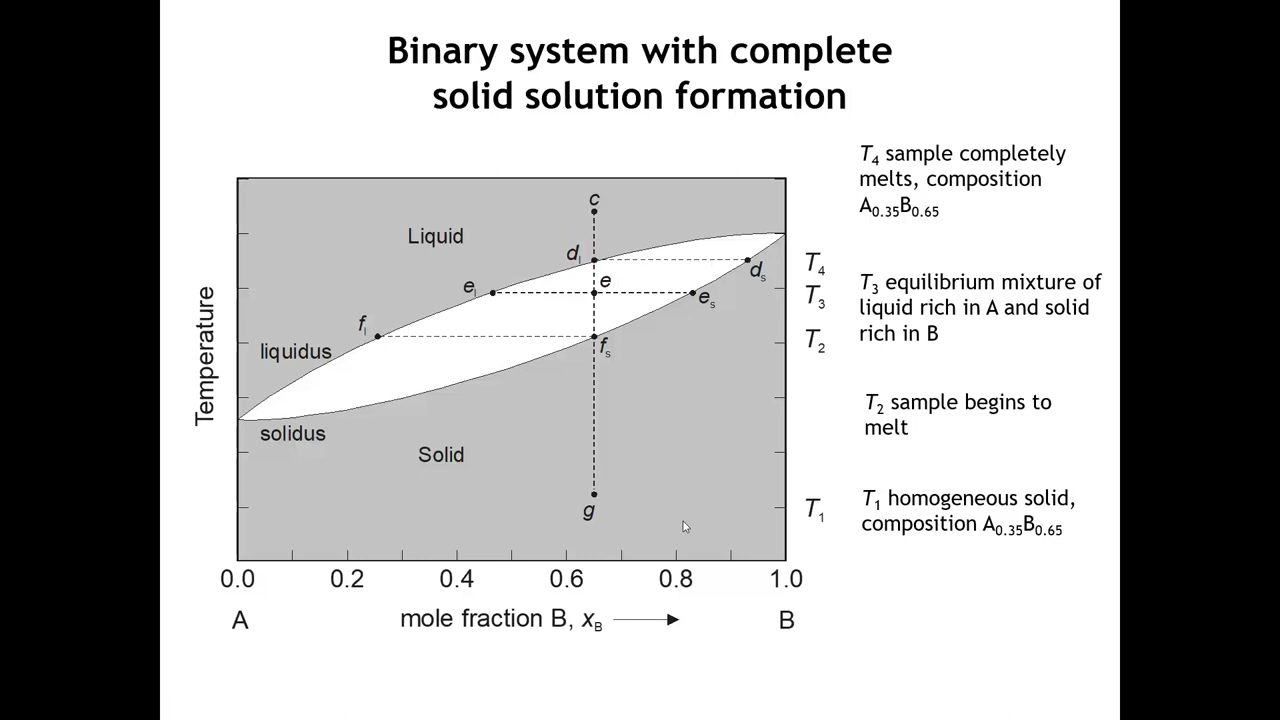 Binary system with complete
solid solution formation
T4 sample completely
melts, composition
A0.35B0.65
T3 equilibrium mixture of
liquid rich in A and solid
rich in B
T2 sample begins to
melt
T1 homogeneous solid,
composition A0.35B0.65
Temperature
Liquid
c
dl
ds
T4
el
e
es
T3
fl
fs
T2
liquidus
solidus
Solid
g
T1
0.0 0.2 0.4 0.6 0.8 1.0
A mole fraction B, xB B